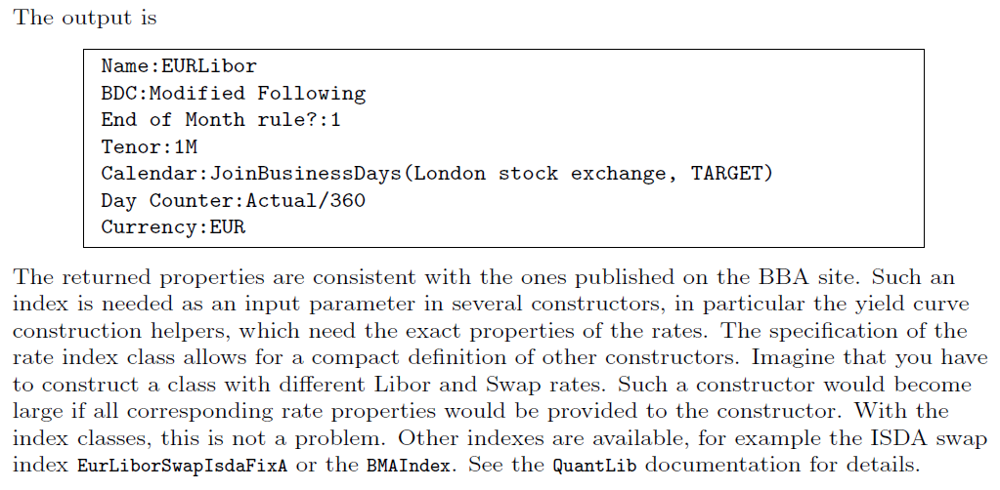 The output is
Name:EURLibor
BDC:Modified Following
End of Month rule?:1
Tenor:1M
Calendar:JoinBusinessDays(London stock exchange, TARGET)
Day Counter:Actual/360
Currency:EUR
The returned properties are consistent with the ones published on the BBA site. Such an
index is needed as an input parameter in several constructors, in particular the yield curve
construction helpers, which need the exact properties of the rates. The specification of the
rate index class allows for a compact definition of other constructors. Imagine that you have
to construct a class with different Libor and Swap rates. Such a constructor would become
large if all corresponding rate properties would be provided to the constructor. With the
index classes, this is not a problem. Other indexes are available, for example the ISDA swap
index EurLiborSwapIsdaFixA or the BMAIndex. See the QuantLib documentation for details.